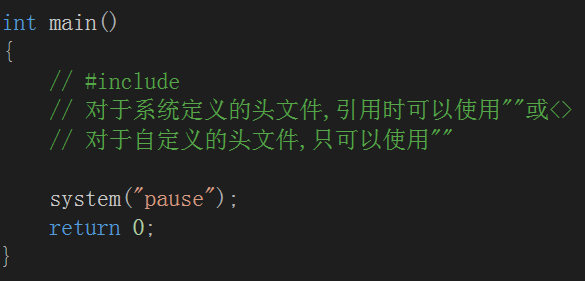 int main()
{
// #include
// 对于系统定义的头文件,引用时可以使用""或<>
// 对于自定义的头文件,只可以使用""
system("pause");
return 0;
}